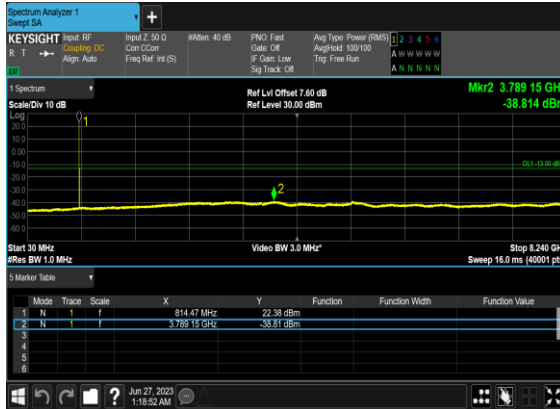 Spectrum Analyzer 1
Swept SA
+
KEYSIGHT
R T
LU
Input: RF
Coupling: DC
Align: Auto
Input Z: 50 Ω
Corr CCorr
Freq Ref: Int (S)
#Atten: 40 dB
PNO: Fast
Gate: Off
IF Gain: Low
Sig Track: Off
Avg Type: Power (RMS)
Avg|Hold: 100/100
Trig: Free Run
1 2 3 4 5 6
A W W W W W
A N N N N N
1 Spectrum
Scale/Div 10 dB
Ref Lvl Offset 7.60 dB
Ref Level 30.00 dBm
Mkr2 3.789 15 GH
-38.814 dBr
Log
20.0
10.0
0.00
-10.0
-20.0
-30.0
-40.0
-50.0
-60.0
1
2
DL1 -13.00 dB
Start 30 MHz
#Res BW 1.0 MHz
Video BW 3.0 MHz*
Stop 8.240 GH
Sweep 16.0 ms (40001 pt
5 Marker Table
Mode Trace Scale X Y Function Function Width Function Value
1 N 1 f 814.47 MHz 22.38 dBm
2 N 1 f 3.789 15 GHz -38.81 dBm
3
4
5
6
?
Jun 27, 2023
1:18:52 AM